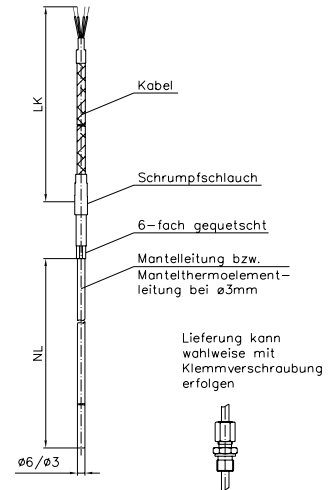 LK
Kabel
Schrumpfschlauch
6-fach gequetscht
Mantelleitung bzw.
Mantelthermoelement-
leitung bei ø3mm
NL
Lieferung kann
wahlweise mit
Klemmverschraubung
erfolgen
ø6/ø3